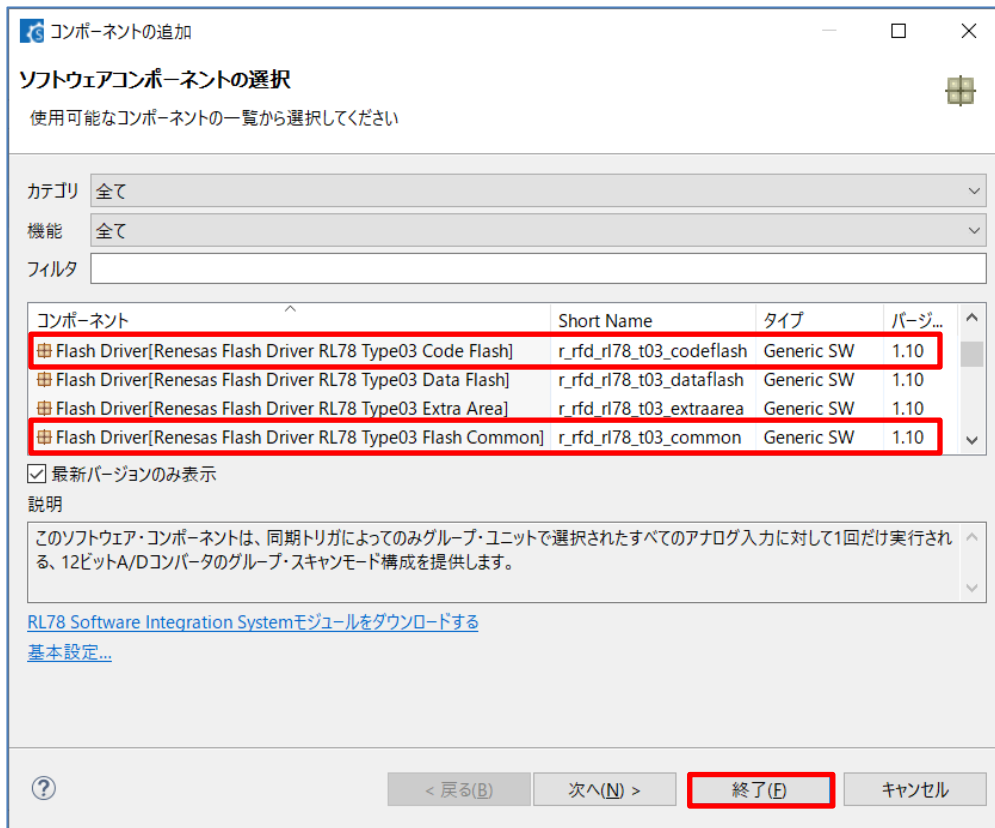 コンポーネントの追加
ソフトウェアコンポーネントの選択
使用可能なコンポーネントの一覧から選択してください
カテゴリ 全て
機能 全て
フィルタ
コンポーネント Short Name タイプ バージ...
Flash Driver[Renesas Flash Driver RL78 Type03 Code Flash] r_rfd_rl78_t03_codeflash Generic SW 1.10
Flash Driver[Renesas Flash Driver RL78 Type03 Data Flash] r_rfd_rl78_t03_dataflash Generic SW 1.10
Flash Driver[Renesas Flash Driver RL78 Type03 Extra Area] r_rfd_rl78_t03_extraarea Generic SW 1.10
Flash Driver[Renesas Flash Driver RL78 Type03 Flash Common] r_rfd_rl78_t03_common Generic SW 1.10
最新バージョンのみ表示
説明
このソフトウェア・コンポーネントは、同期トリガによってのみグループ・ユニットで選択されたすべてのアナログ入力に対して1回だけ実行され
る、12ビットA/Dコンバータのグループ・スキャンモード構成を提供します。
RL78 Software Integration Systemモジュールをダウンロードする
基本設定...
? < 戻る(B) 次へ(N) > 終了(F) キャンセル